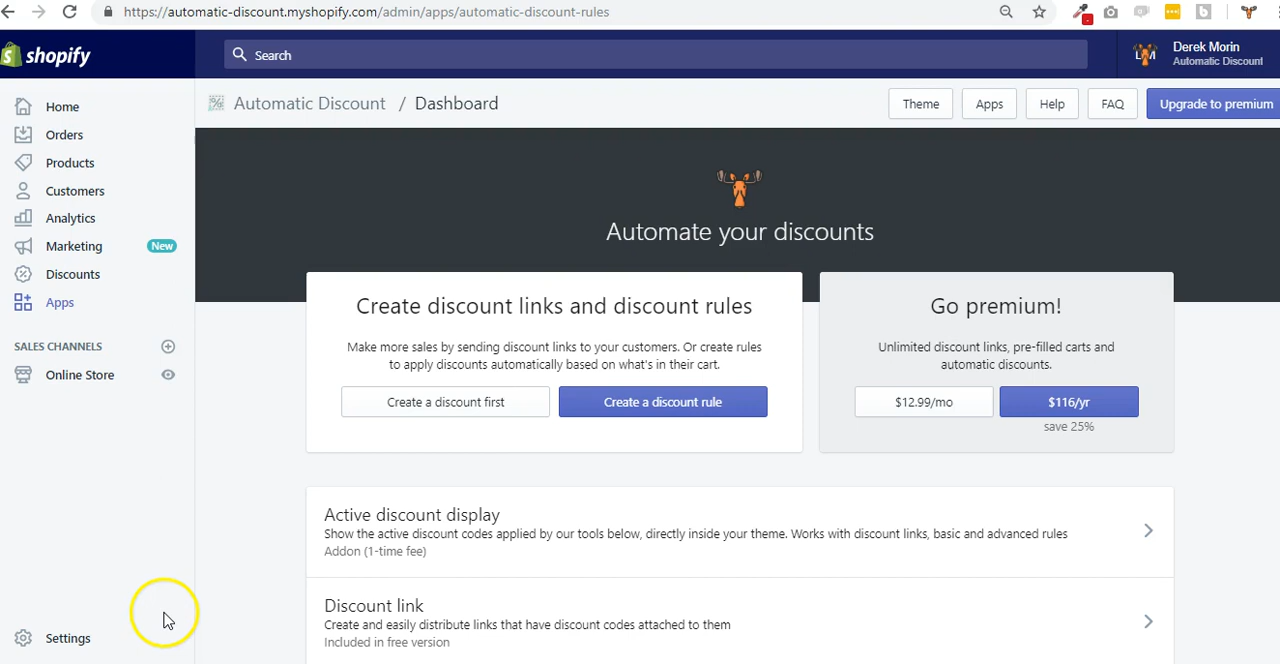 https://automatic-discount.myshopify.com/admin/apps/automatic-discount-rules
shopify
Search
Derek Morin
Automatic Discount
Home
Orders
Products
Customers
Analytics
Marketing New
Discounts
Apps
SALES CHANNELS
Online Store
Settings
Automatic Discount / Dashboard
Theme Apps Help FAQ Upgrade to premium
Automate your discounts
Create discount links and discount rules
Make more sales by sending discount links to your customers. Or create rules
to apply discounts automatically based on what's in their cart.
Create a discount first Create a discount rule
Go premium!
Unlimited discount links, pre-filled carts and
automatic discounts.
$12.99/mo $116/yr
save 25%
Active discount display
Show the active discount codes applied by our tools below, directly inside your theme. Works with discount links, basic and advanced rules
Addon (1-time fee)
Discount link
Create and easily distribute links that have discount codes attached to them
Included in free version